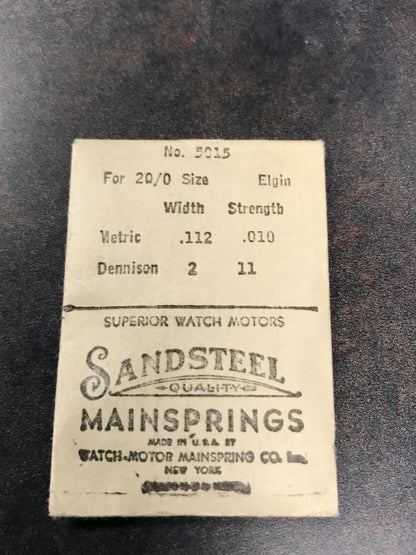 No. 5015
For 20/0 Size Elgin
Width Strength
Metric .112 .010
Dennison 2 11
SUPERIOR WATCH MOTORS
SANDSTEEL
QUALITY
MAINSPRINGS
MADE IN U.S.A. BY
WATCH-MOTOR MAINSPRING CO. Inc.
NEW YORK